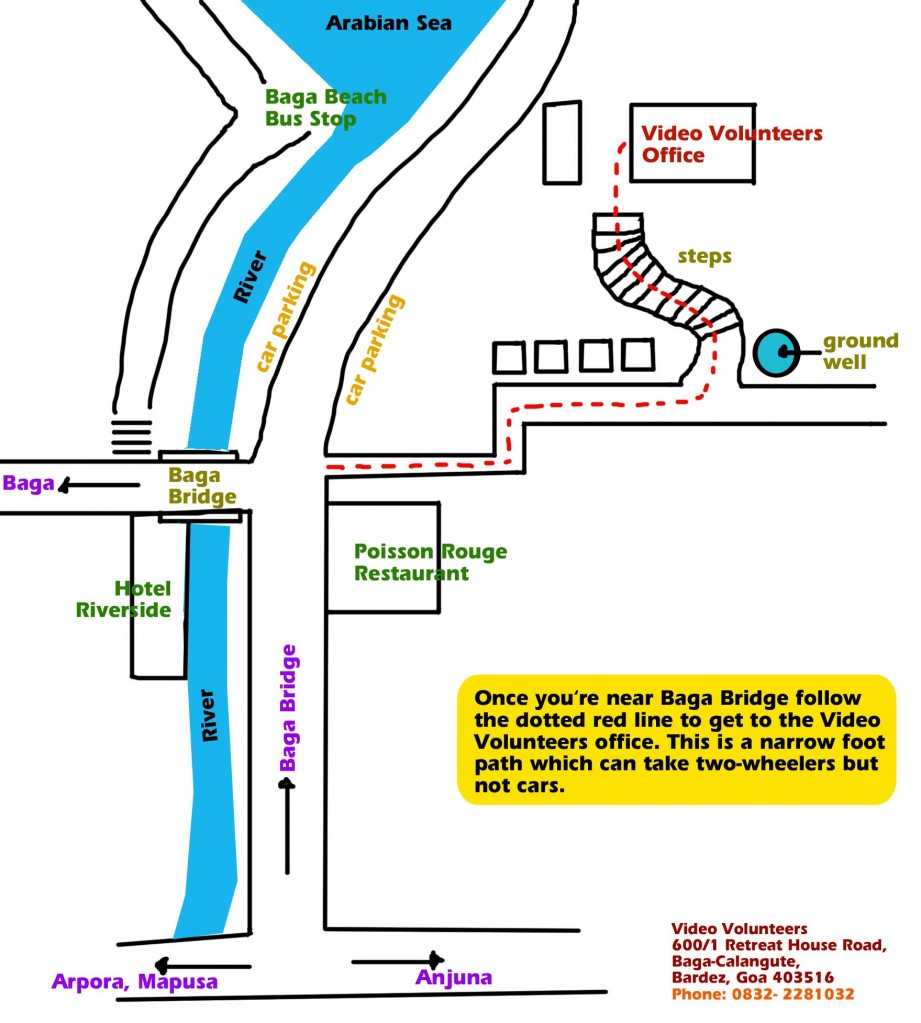 Arabian Sea
Baga Beach
Bus Stop
Video Volunteers
Office
River
steps
car parking
car parking
ground
well
Baga
Baga
Bridge
Poisson Rouge
Restaurant
Hotel
Riverside
Baga Bridge
River
Once you're near Baga Bridge follow
the dotted red line to get to the Video
Volunteers office. This is a narrow foot
path which can take two-wheelers but
not cars.
Arpora, Mapusa
Anjuna
Video Volunteers
600/1 Retreat House Road,
Baga-Calangute,
Bardez, Goa 403516
Phone: 0832- 2281032